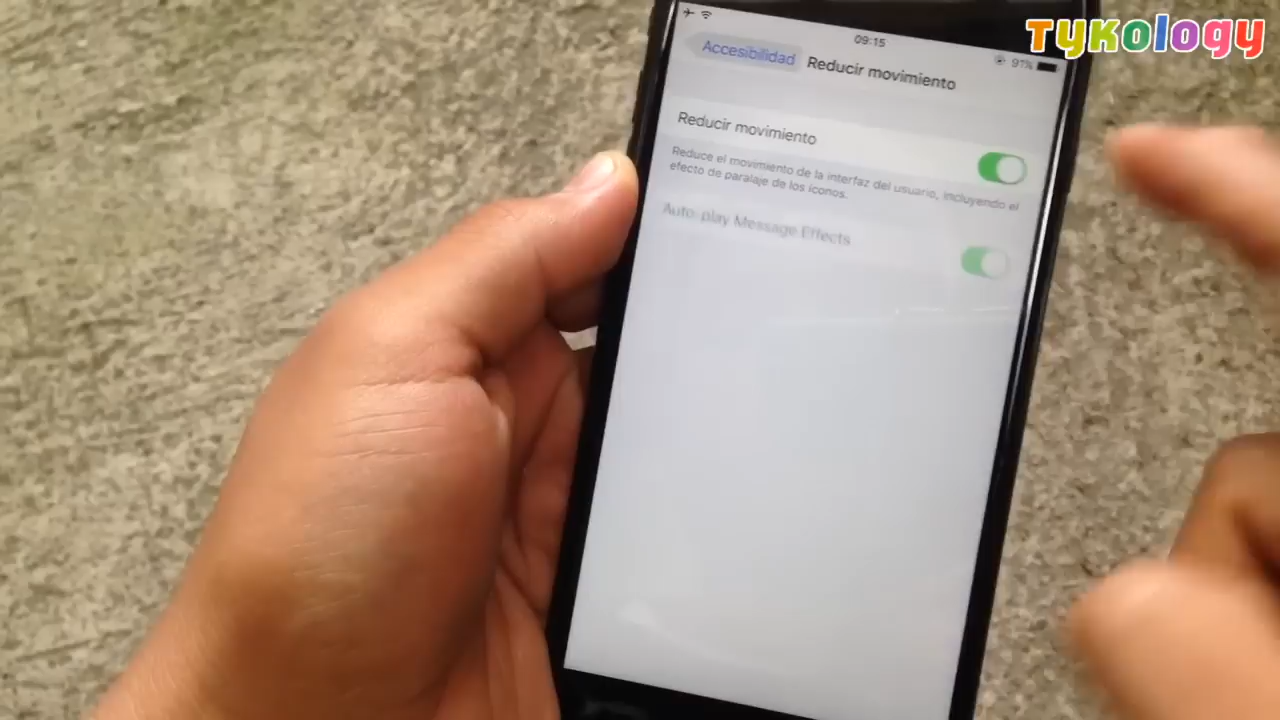 Tykology
09:15
91%
Accesibilidad
Reducir movimiento
Reducir movimiento
Reduce el movimiento de la interfaz del usuario, incluyendo el
efecto de paralaje de los iconos.
Auto-play Message Effects